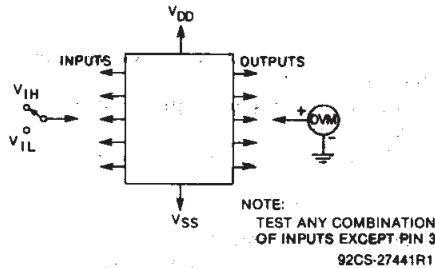 VDD
INPUTS
OUTPUTS
VIH
VIL
+
DVM
-
VSS
NOTE:
TEST ANY COMBINATION
OF INPUTS EXCEPT PIN 3
92CS-27441R1